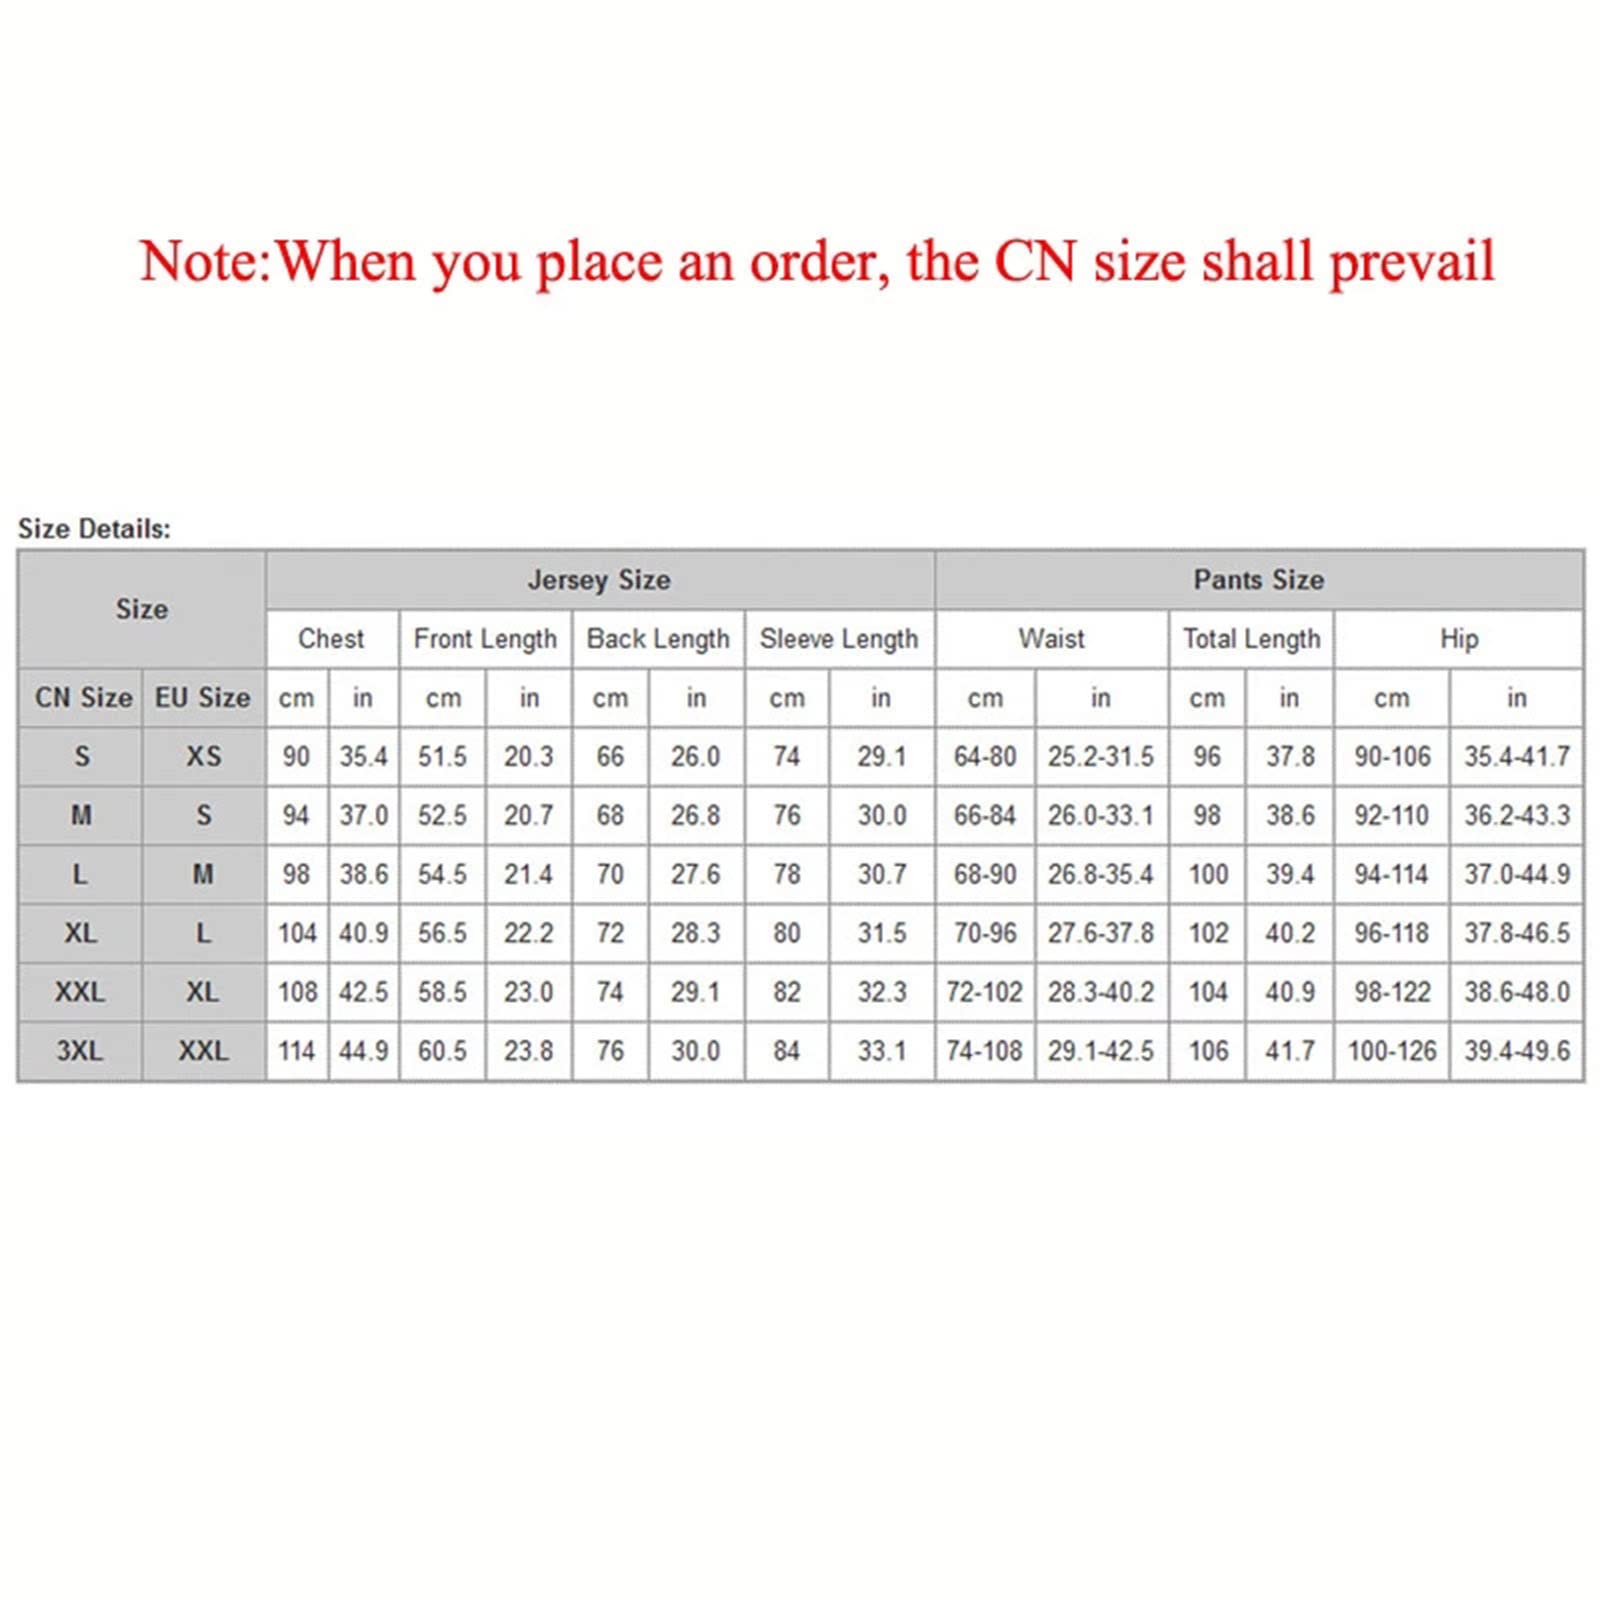 Note:When you place an order, the CN size shall prevail
Size Details:
Size Jersey Size Pants Size
Chest Front Length Back Length Sleeve Length Waist Total Length Hip
CN Size EU Size cm in cm in cm in cm in cm in cm in cm in
S XS 90 35.4 51.5 20.3 66 26.0 74 29.1 64-80 25.2-31.5 96 37.8 90-106 35.4-41.7
M S 94 37.0 52.5 20.7 68 26.8 76 30.0 66-84 26.0-33.1 98 38.6 92-110 36.2-43.3
L M 98 38.6 54.5 21.4 70 27.6 78 30.7 68-90 26.8-35.4 100 39.4 94-114 37.0-44.9
XL L 104 40.9 56.5 22.2 72 28.3 80 31.5 70-96 27.6-37.8 102 40.2 96-118 37.8-46.5
XXL XL 108 42.5 58.5 23.0 74 29.1 82 32.3 72-102 28.3-40.2 104 40.9 98-122 38.6-48.0
3XL XXL 114 44.9 60.5 23.8 76 30.0 84 33.1 74-108 29.1-42.5 106 41.7 100-126 39.4-49.6